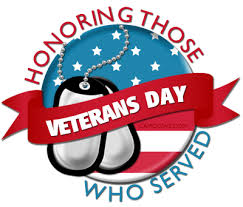 HONORING THOSE
VETERANS DAY
WHO SERVED